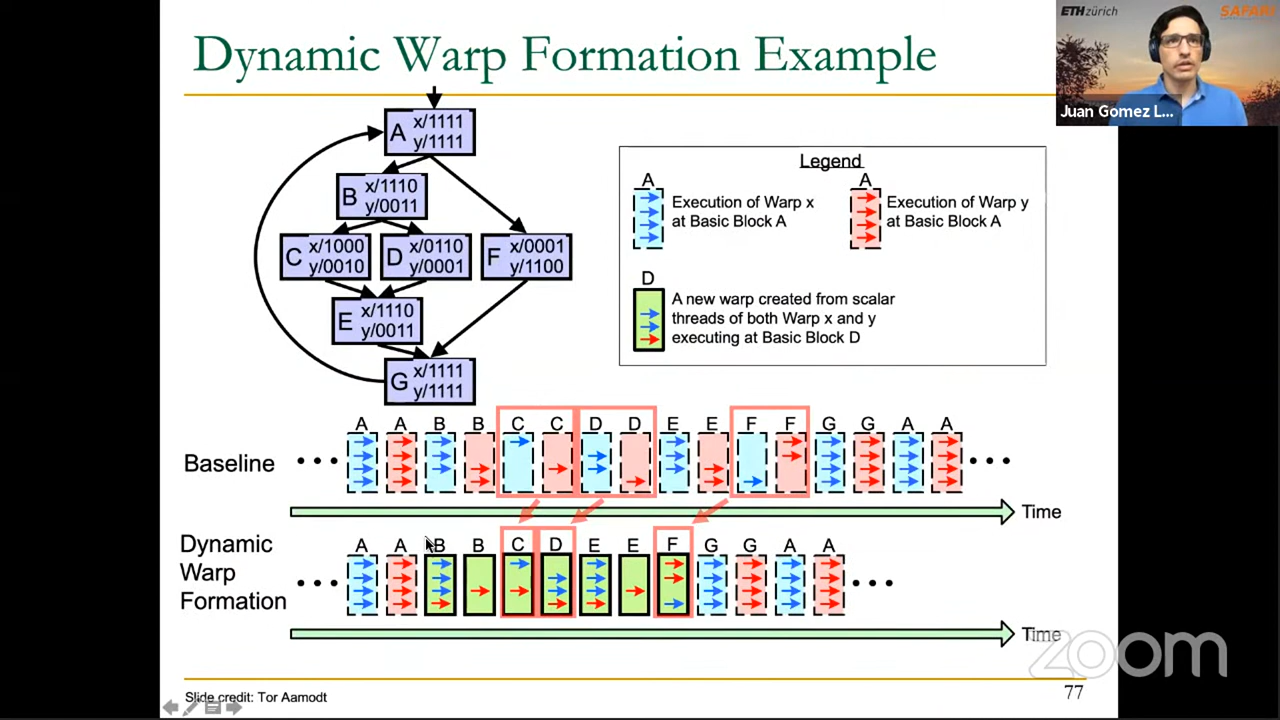 Dynamic Warp Formation Example
ETH zürich
SAFARI
Juan Gomez L...
A x/1111
y/1111
B x/1110
y/0011
C x/1000
y/0010
D x/0110
y/0001
F x/0001
y/1100
E x/1110
y/0011
G x/1111
y/1111
Legend
A
Execution of Warp x
at Basic Block A
A
Execution of Warp y
at Basic Block A
D
A new warp created from scalar
threads of both Warp x and y
executing at Basic Block D
A A B B C C D D E E F F G G A A
Baseline
Time
Dynamic
Warp
Formation
A A B B C D E E F G G A A
Time
zoom
Slide credit: Tor Aamodt
77